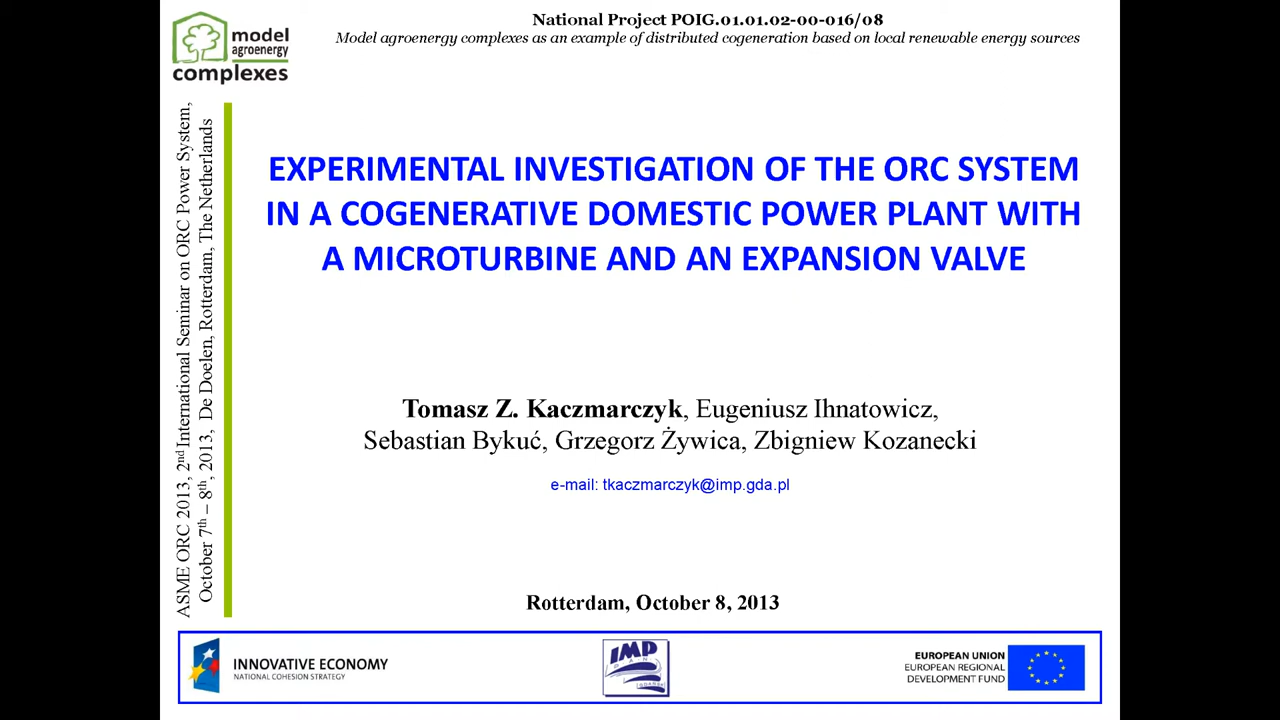 model
agroenergy
complexes
National Project POIG.01.01.02-00-016/08
Model agroenergy complexes as an example of distributed cogeneration based on local renewable energy sources
ASME ORC 2013, 2nd International Seminar on ORC Power System,
October 7th – 8th, 2013, De Doelen, Rotterdam, The Netherlands
EXPERIMENTAL INVESTIGATION OF THE ORC SYSTEM
IN A COGENERATIVE DOMESTIC POWER PLANT WITH
A MICROTURBINE AND AN EXPANSION VALVE
Tomasz Z. Kaczmarczyk, Eugeniusz Ihnatowicz,
Sebastian Bykuć, Grzegorz Żywica, Zbigniew Kozanecki
e-mail: tkaczmarczyk@imp.gda.pl
Rotterdam, October 8, 2013
INNOVATIVE ECONOMY
NATIONAL COHESION STRATEGY
IMP
EUROPEAN UNION
EUROPEAN REGIONAL
DEVELOPMENT FUND